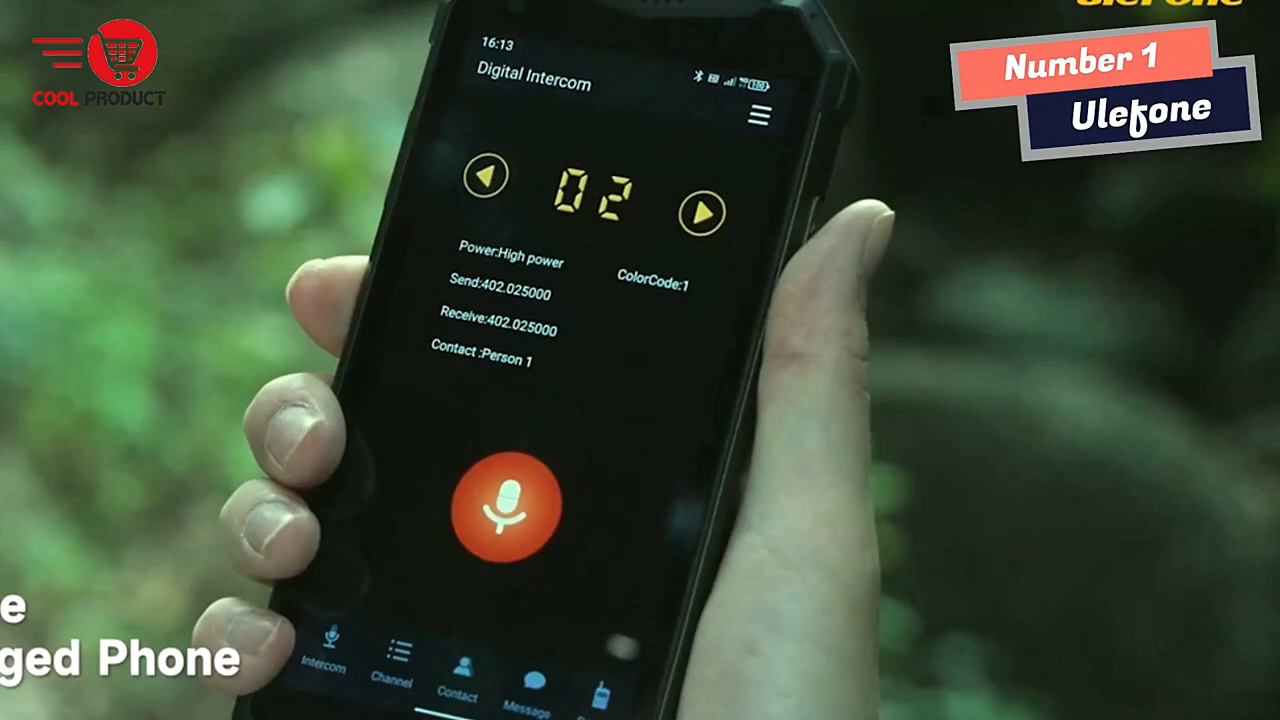 COOL PRODUCT
Ulefone
Number 1
Ulefone
16:13
Digital Intercom
02
Power:High power
ColorCode:1
Send:402.025000
Receive:402.025000
Contact :Person 1
Intercom
Channel
Contact
Message
e
ged Phone